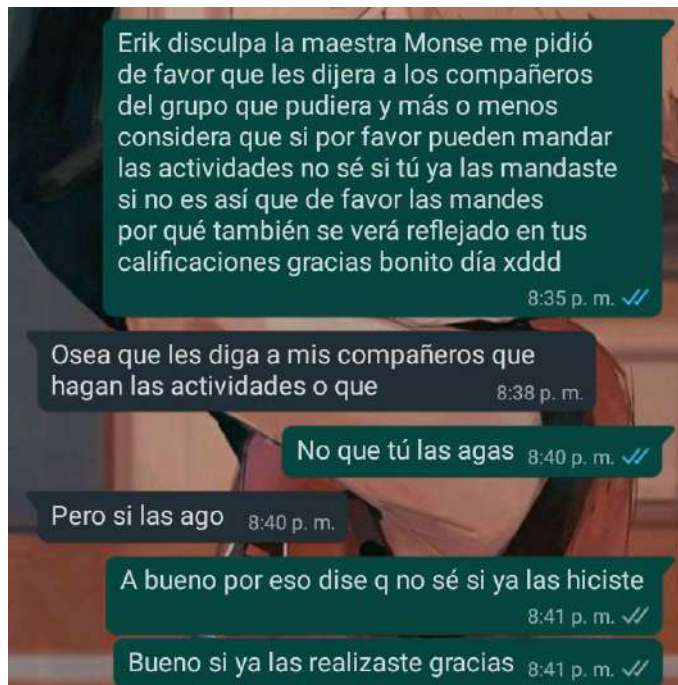 Erik disculpa la maestra Monse me pidió
de favor que les dijera a los compañeros
del grupo que pudiera y más o menos
considera que si por favor pueden mandar
las actividades no sé si tú ya las mandaste
si no es así que de favor las mandes
por qué también se verá reflejado en tus
calificaciones gracias bonito día xddd
8:35 p. m.
Osea que les diga a mis compañeros que
hagan las actividades o que
8:38 p. m.
No que tú las agas 8:40 p. m.
Pero si las ago 8:40 p. m.
A bueno por eso dise q no sé si ya las hiciste
8:41 p. m.
Bueno si ya las realizaste gracias 8:41 p. m.